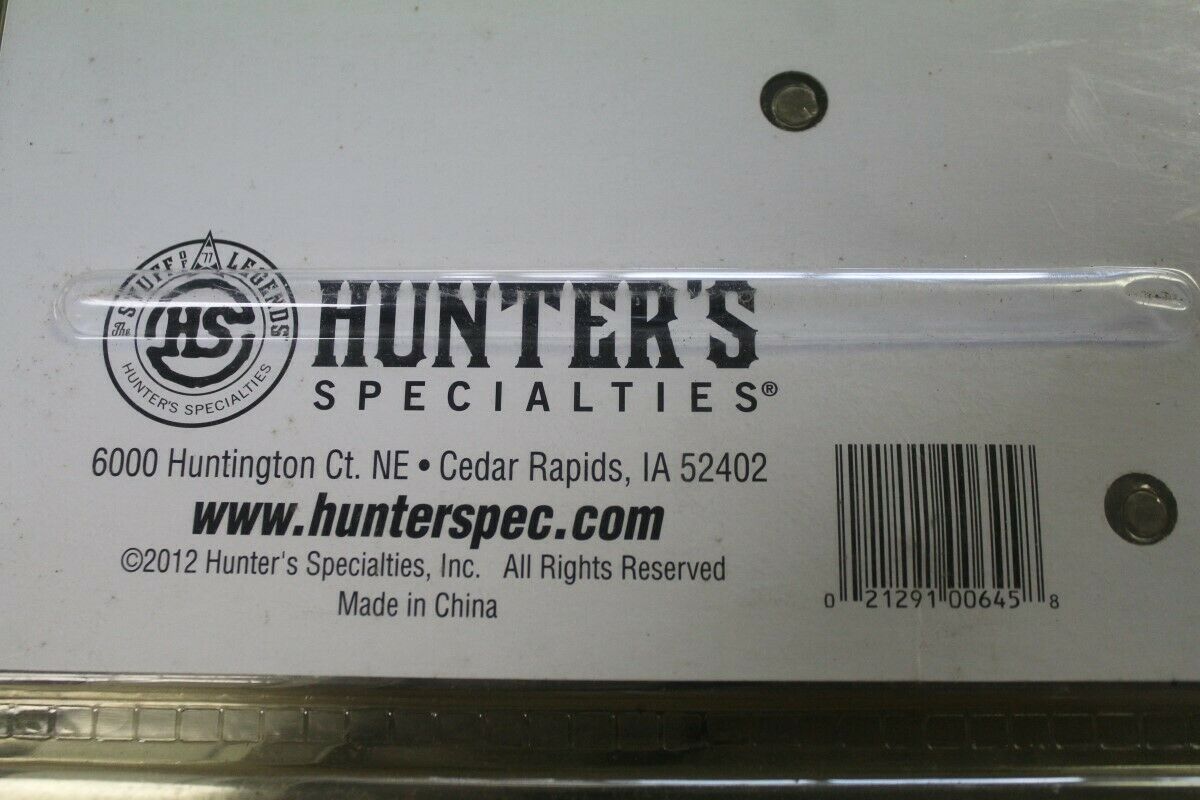 The STUFF OF LEGENDS
'77
HS
HUNTER'S SPECIALTIES
HUNTER'S
SPECIALTIES®
6000 Huntington Ct. NE • Cedar Rapids, IA 52402
www.hunterspec.com
©2012 Hunter's Specialties, Inc. All Rights Reserved
Made in China
0 21291 00645 8